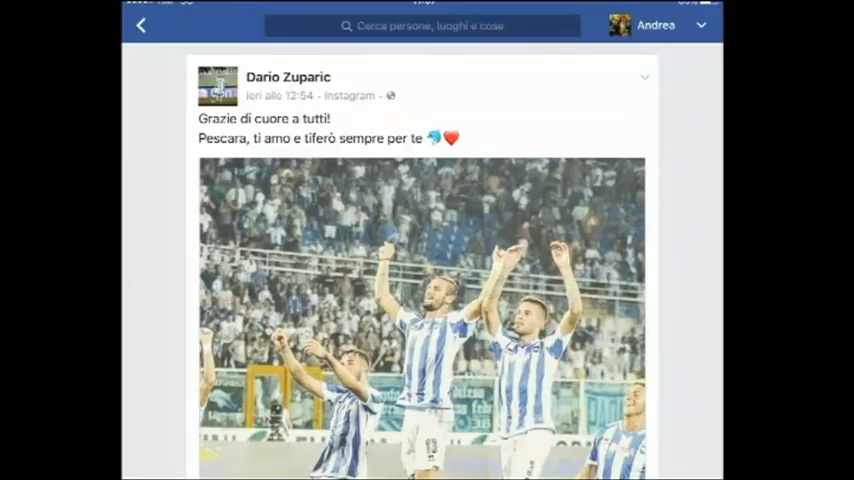 Cerca persone, luoghi e cose
Andrea
Dario Zuparic
Ieri alle 12:54 · Instagram ·
Grazie di cuore a tutti!
Pescara, ti amo e tiferò sempre per te 🐬❤️